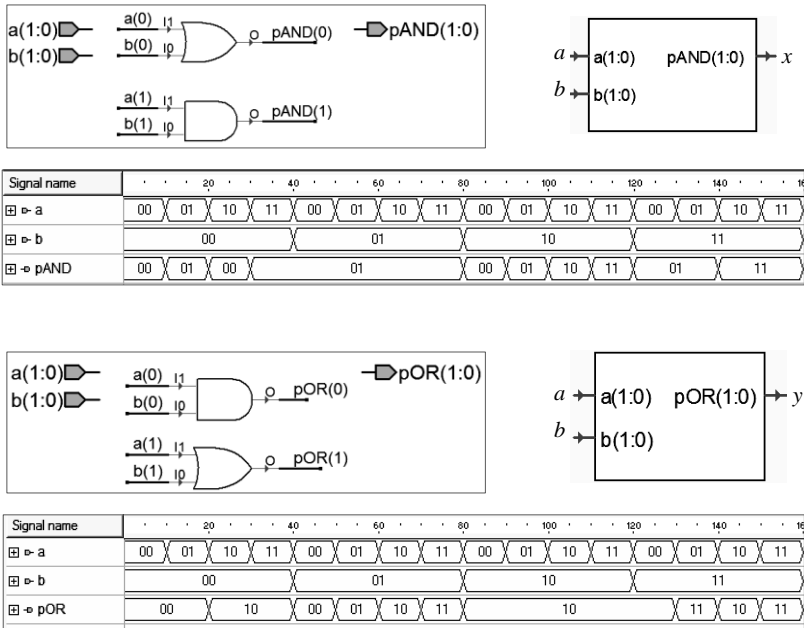 a(1:0) a(0) I1 O pAND(0) pAND(1:0)
b(1:0) b(0) I0
a(1) I1 O pAND(1)
b(1) I0
a a(1:0) pAND(1:0) x
b b(1:0)
Signal name 20 40 60 80 100 120 140 16
a 00 01 10 11 00 01 10 11 00 01 10 11 00 01 10 11
b 00 01 10 11
pAND 00 01 00 01 00 01 10 11 01 11
a(1:0) a(0) I1 O pOR(0) pOR(1:0)
b(1:0) b(0) I0
a(1) I1 O pOR(1)
b(1) I0
a a(1:0) pOR(1:0) y
b b(1:0)
Signal name 20 40 60 80 100 120 140 16
a 00 01 10 11 00 01 10 11 00 01 10 11 00 01 10 11
b 00 01 10 11
pOR 00 10 00 01 10 11 10 11 10 11